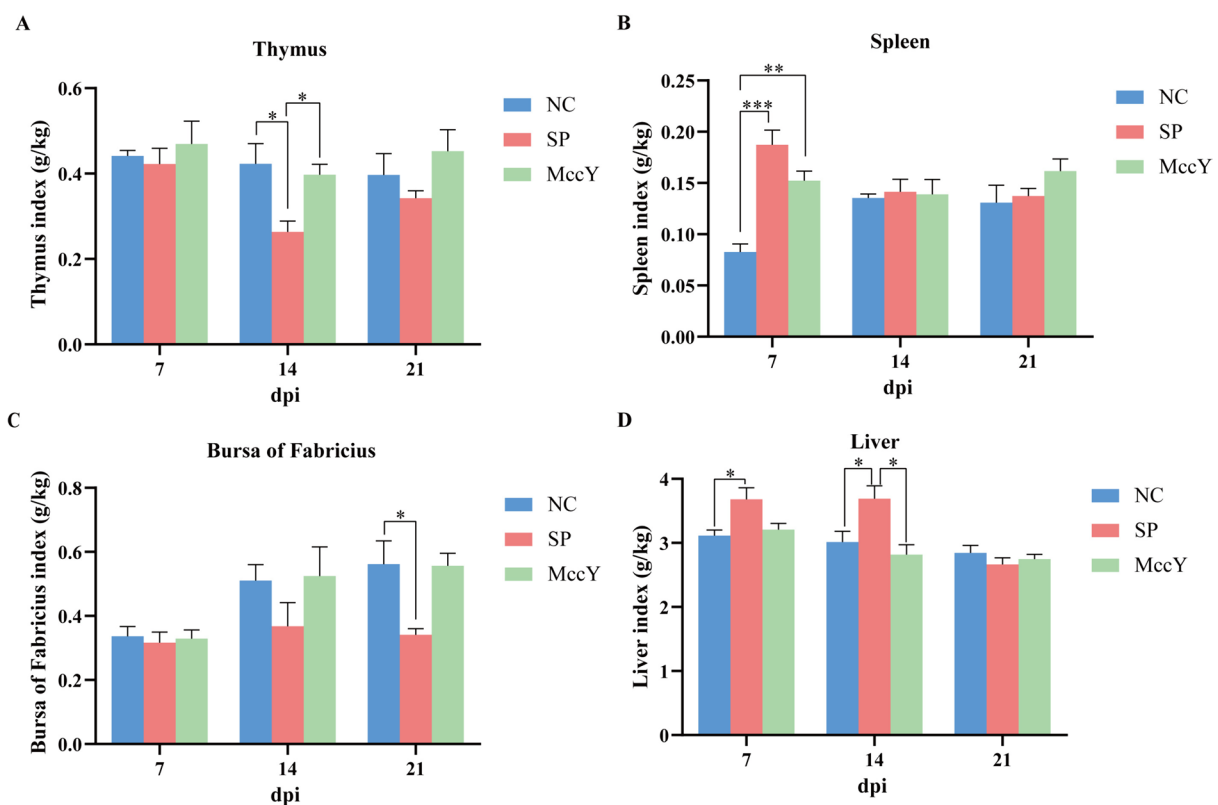 A
Thymus
Thymus index (g/kg)
0.6
0.4
0.2
0.0
*
*
7
14
21
dpi
NC
SP
MccY
B
Spleen
Spleen index (g/kg)
0.25
0.20
0.15
0.10
0.05
0.00
**
***
7
14
21
dpi
NC
SP
MccY
C
Bursa of Fabricius
Bursa of Fabricius index (g/kg)
0.8
0.6
0.4
0.2
0.0
*
7
14
21
dpi
NC
SP
MccY
D
Liver
Liver index (g/kg)
4
3
2
1
0
*
*
*
7
14
21
dpi
NC
SP
MccY